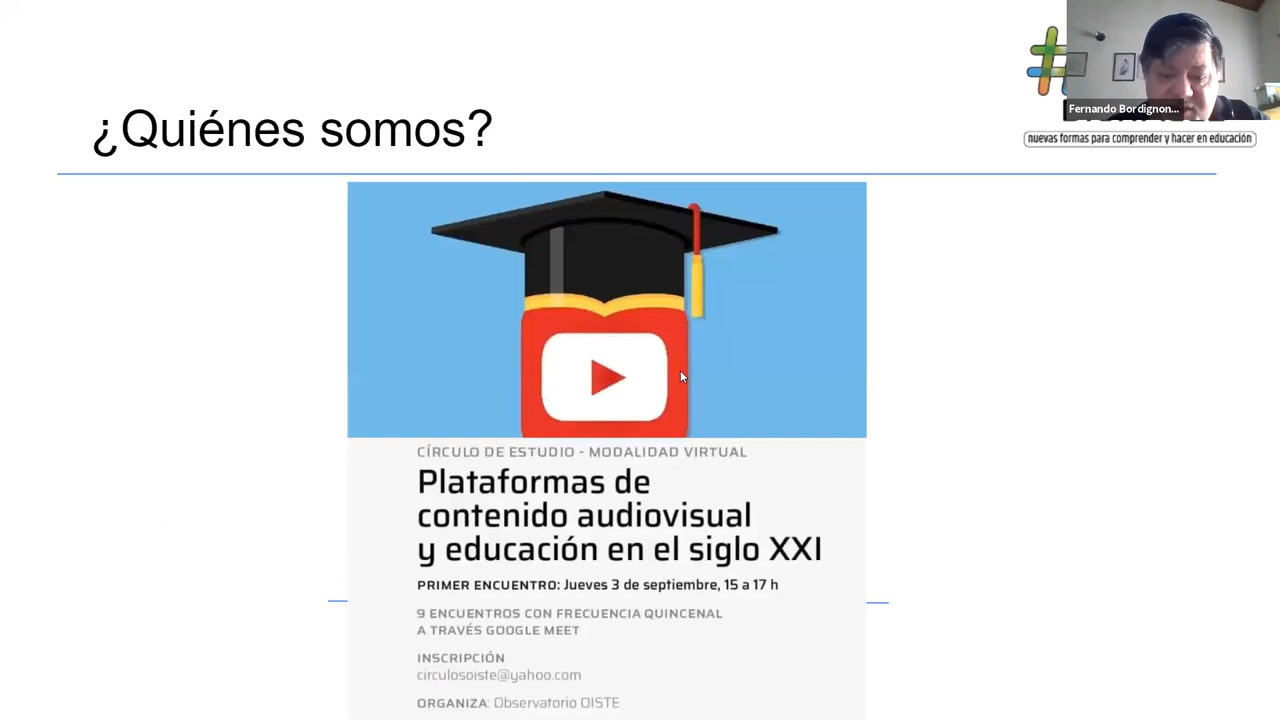 ¿Quiénes somos?
Fernando Bordignon...
nuevas formas para comprender y hacer en educación
CÍRCULO DE ESTUDIO - MODALIDAD VIRTUAL
Plataformas de
contenido audiovisual
y educación en el siglo XXI
PRIMER ENCUENTRO: Jueves 3 de septiembre, 15 a 17 h
9 ENCUENTROS CON FRECUENCIA QUINCENAL
A TRAVÉS GOOGLE MEET
INSCRIPCIÓN
circulosoiste@yahoo.com
ORGANIZA: Observatorio OISTE